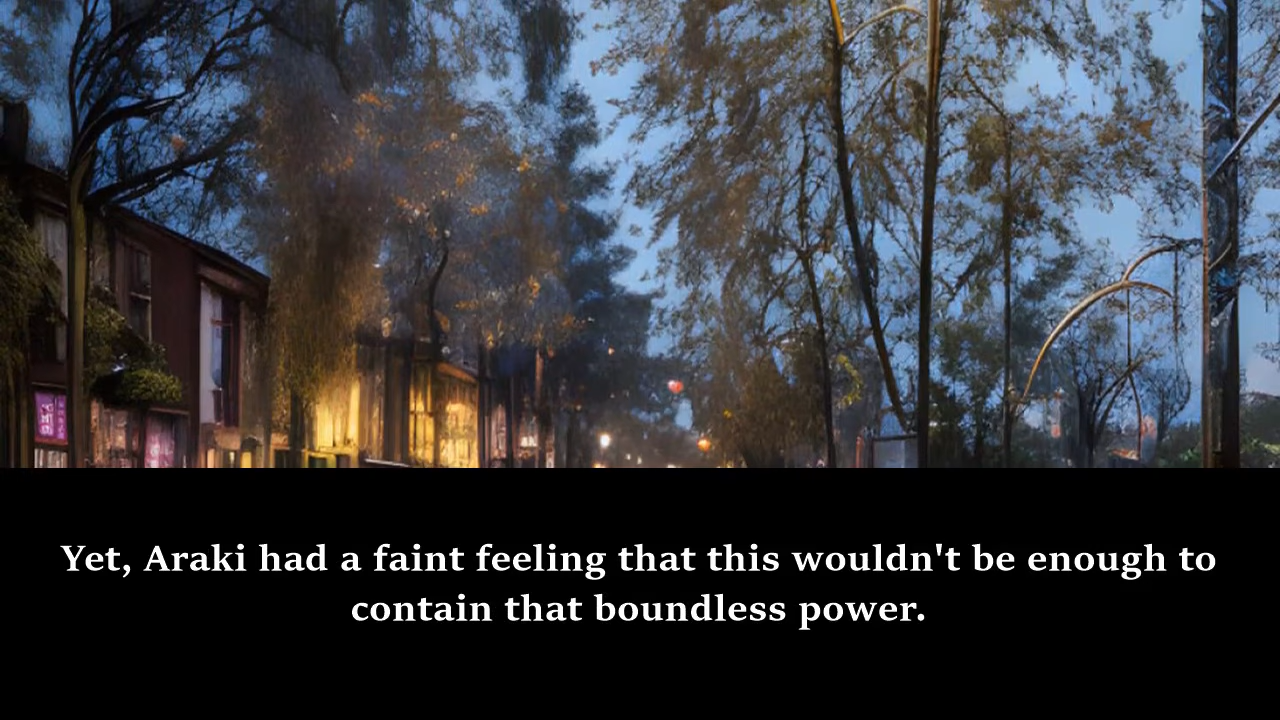 Yet, Araki had a faint feeling that this wouldn't be enough to
contain that boundless power.